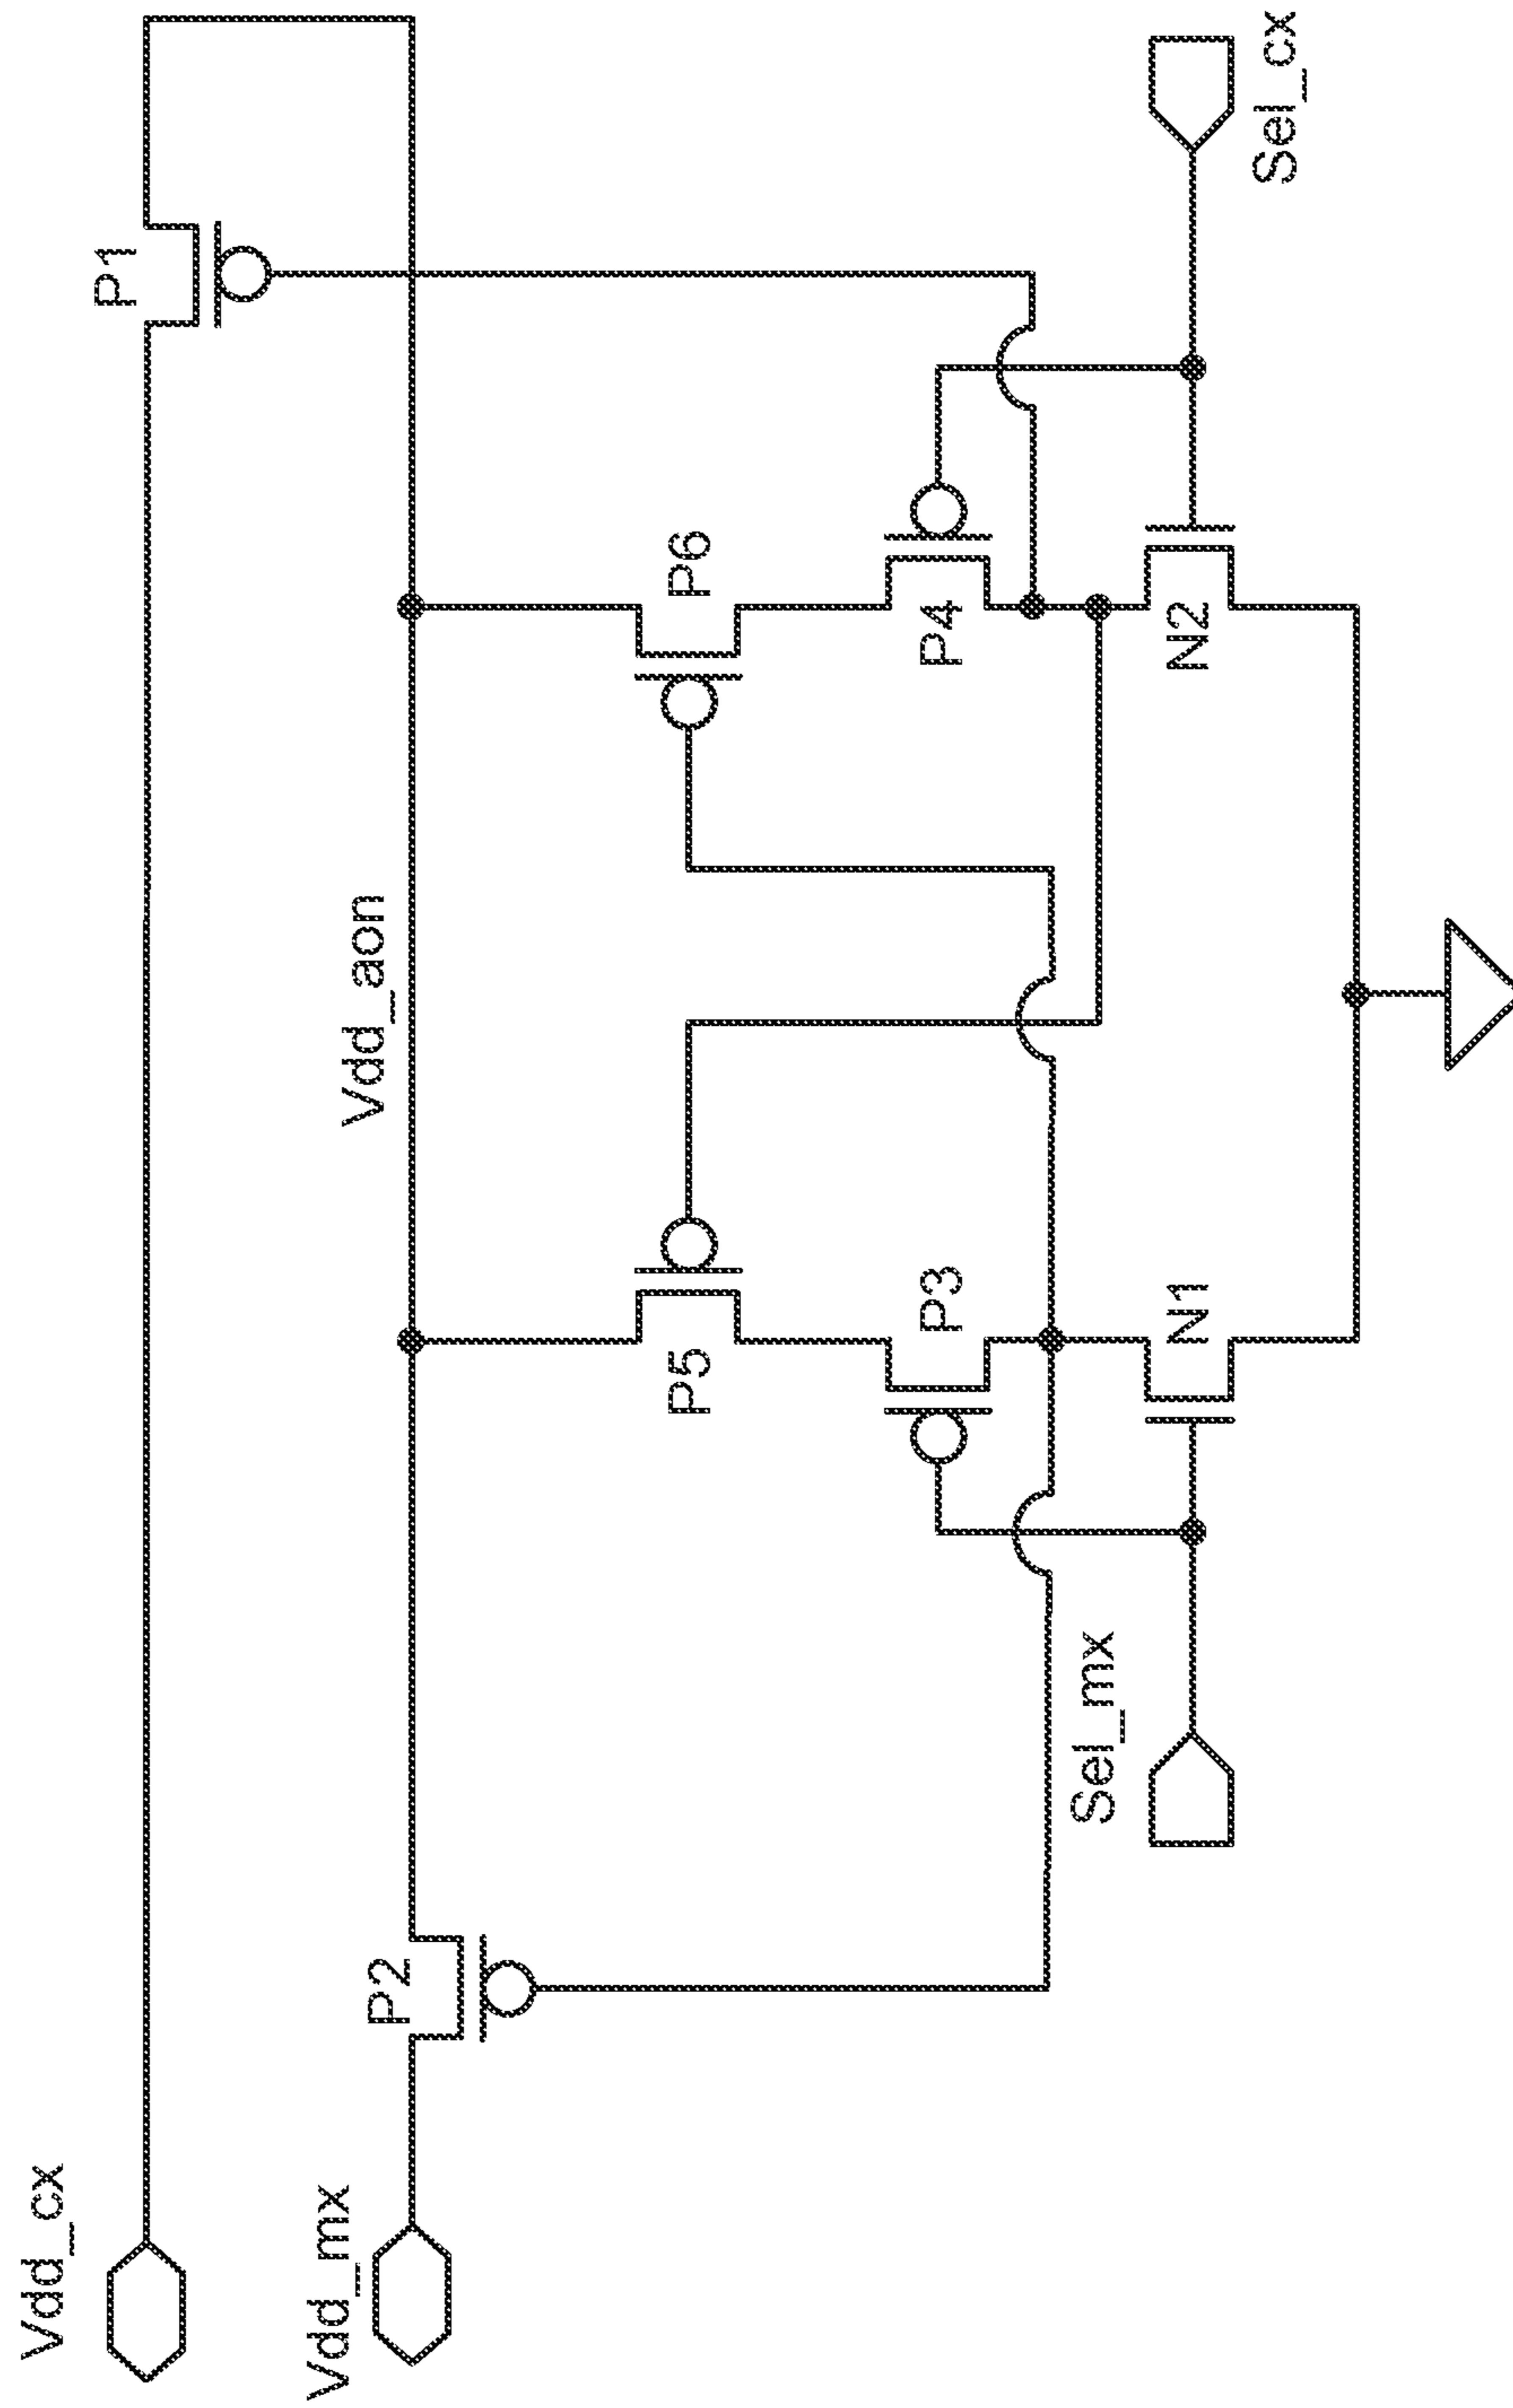 Vdd_cx
P1
Vdd_mx
P2
Vdd_aon
P5
P6
P3
P4
Sel_mx
N1
N2
Sel_cx